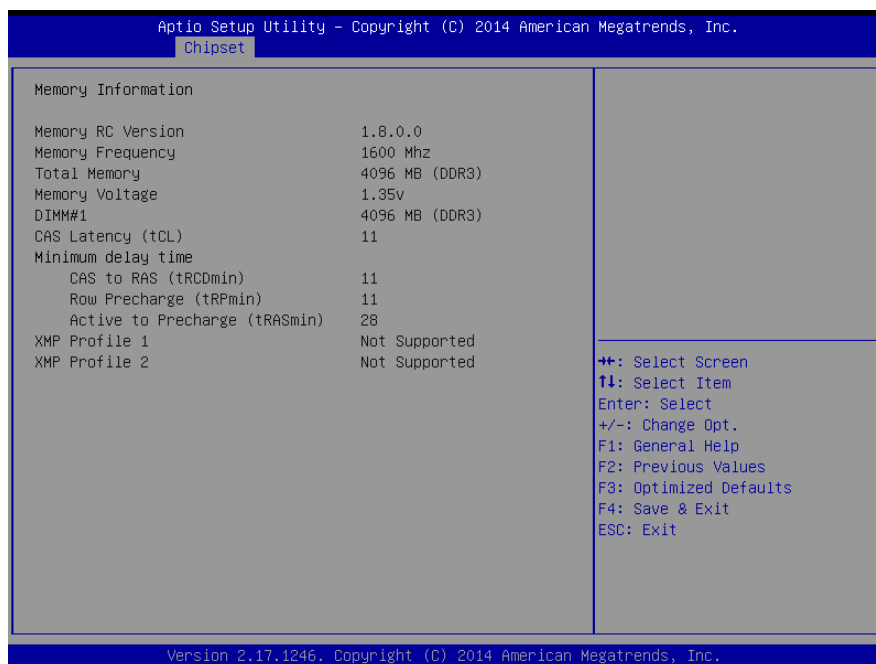 Aptio Setup Utility – Copyright (C) 2014 American Megatrends, Inc.
Chipset
Memory Information
Memory RC Version 1.8.0.0
Memory Frequency 1600 Mhz
Total Memory 4096 MB (DDR3)
Memory Voltage 1.35v
DIMM#1 4096 MB (DDR3)
CAS Latency (tCL) 11
Minimum delay time
CAS to RAS (tRCDmin) 11
Row Precharge (tRPmin) 11
Active to Precharge (tRASmin) 28
XMP Profile 1 Not Supported
XMP Profile 2 Not Supported
→←: Select Screen
↑↓: Select Item
Enter: Select
+/-: Change Opt.
F1: General Help
F2: Previous Values
F3: Optimized Defaults
F4: Save & Exit
ESC: Exit
Version 2.17.1246. Copyright (C) 2014 American Megatrends, Inc.